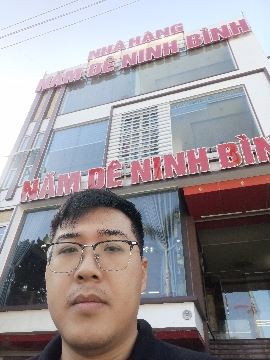 NHÀ HÀNG
NĂM DÊ NINH BÌNH
NĂM DÊ NINH BÌN